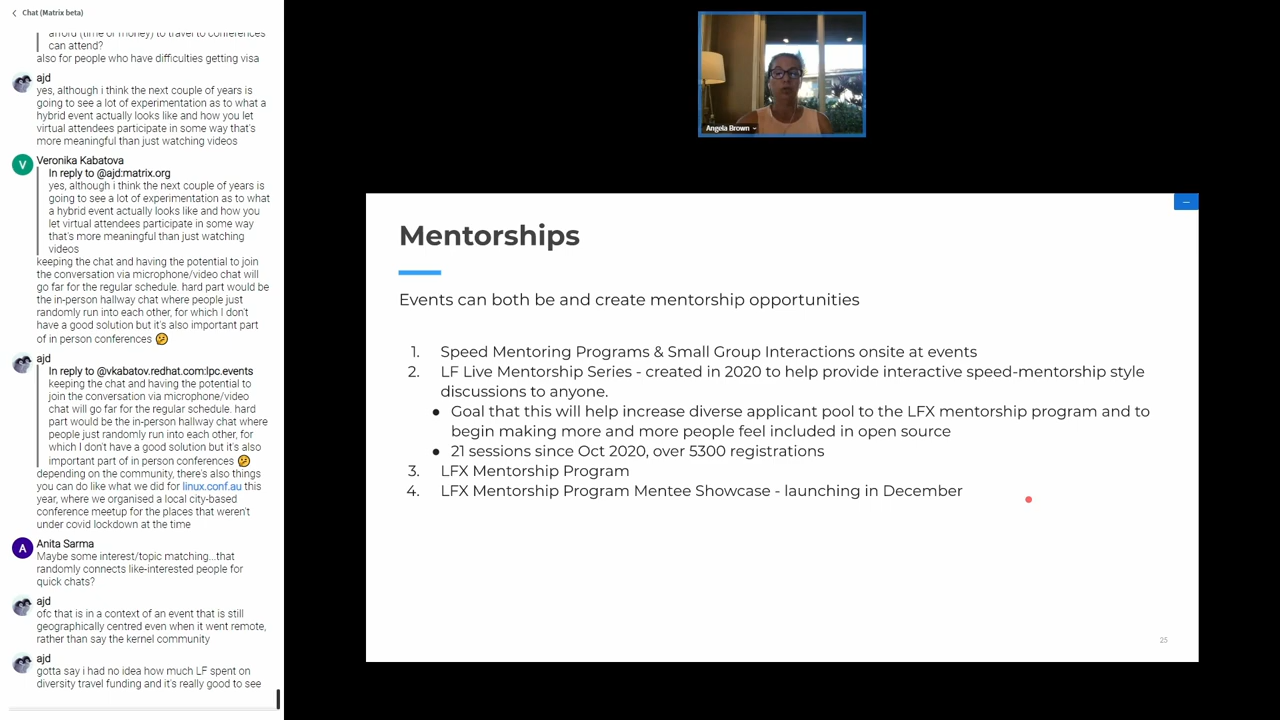 Chat (Matrix beta)
afford (time or money) to travel to conferences
can attend?
also for people who have difficulties getting visa
ajd
yes, although i think the next couple of years is
going to see a lot of experimentation as to what a
hybrid event actually looks like and how you let
virtual attendees participate in some way that's
more meaningful than just watching videos
V
Veronika Kabatova
In reply to @ajd:matrix.org
yes, although i think the next couple of years is
going to see a lot of experimentation as to what
a hybrid event actually looks like and how you
let virtual attendees participate in some way
that's more meaningful than just watching
videos
keeping the chat and having the potential to join
the conversation via microphone/video chat will
go far for the regular schedule. hard part would be
the in-person hallway chat where people just
randomly run into each other, for which I don't
have a good solution but it's also important part
of in person conferences 🤔
ajd
In reply to @vkabatov.redhat.com:lpc.events
keeping the chat and having the potential to
join the conversation via microphone/video
chat will go far for the regular schedule. hard
part would be the in-person hallway chat where
people just randomly run into each other, for
which I don't have a good solution but it's also
important part of in person conferences 🤔
depending on the community, there's also things
you can do like what we did for linux.conf.au this
year, where we organised a local city-based
conference meetup for the places that weren't
under covid lockdown at the time
A
Anita Sarma
Maybe some interest/topic matching...that
randomly connects like-interested people for
quick chats?
ajd
ofc that is in a context of an event that is still
geographically centred even when it went remote,
rather than say the kernel community
ajd
gotta say i had no idea how much LF spent on
diversity travel funding and it's really good to see
Angela Brown
Mentorships
Events can both be and create mentorship opportunities
1. Speed Mentoring Programs & Small Group Interactions onsite at events
2. LF Live Mentorship Series - created in 2020 to help provide interactive speed-mentorship style
discussions to anyone.
● Goal that this will help increase diverse applicant pool to the LFX mentorship program and to
begin making more and more people feel included in open source
● 21 sessions since Oct 2020, over 5300 registrations
3. LFX Mentorship Program
4. LFX Mentorship Program Mentee Showcase - launching in December
25